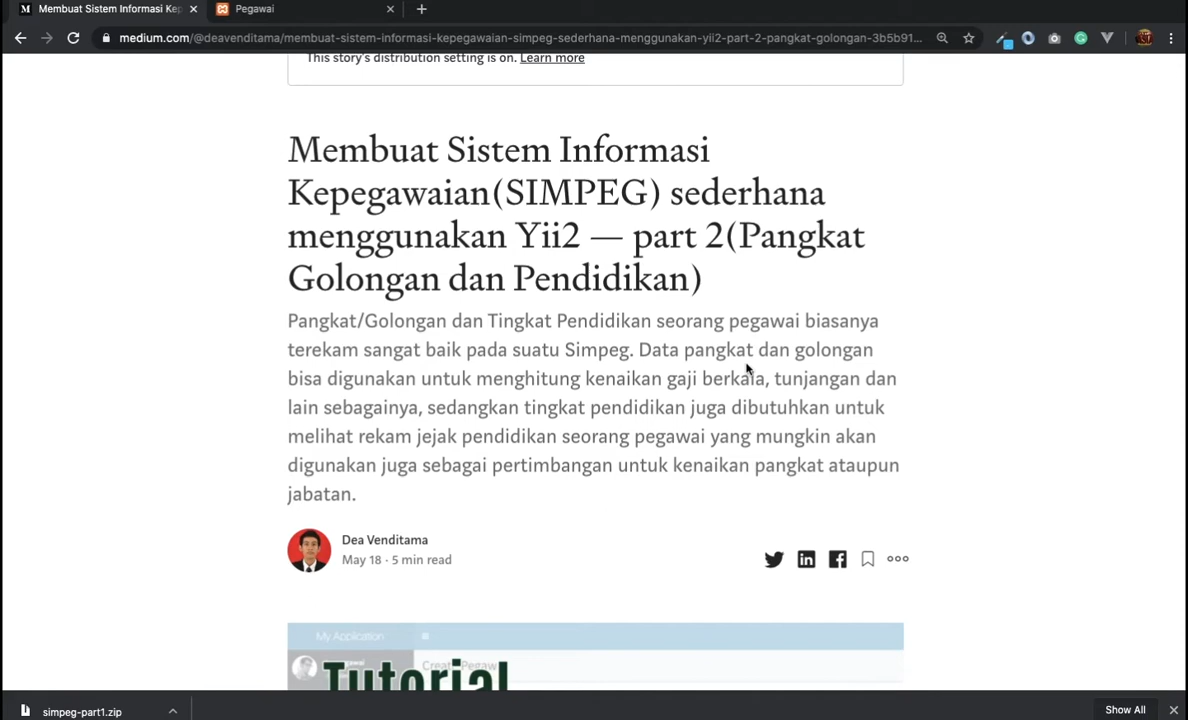 Membuat Sistem Informasi Kep
Pegawai
medium.com/@deavenditama/membuat-sistem-informasi-kepegawaian-simpeg-sederhana-menggunakan-yii2-part-2-pangkat-golongan-3b5b91...
This story's distribution setting is on. Learn more
Membuat Sistem Informasi
Kepegawaian(SIMPEG) sederhana
menggunakan Yii2 — part 2(Pangkat
Golongan dan Pendidikan)
Pangkat/Golongan dan Tingkat Pendidikan seorang pegawai biasanya
terekam sangat baik pada suatu Simpeg. Data pangkat dan golongan
bisa digunakan untuk menghitung kenaikan gaji berkala, tunjangan dan
lain sebagainya, sedangkan tingkat pendidikan juga dibutuhkan untuk
melihat rekam jejak pendidikan seorang pegawai yang mungkin akan
digunakan juga sebagai pertimbangan untuk kenaikan pangkat ataupun
jabatan.
Dea Venditama
May 18 · 5 min read
My Application
Tutorial
simpeg-part1.zip
Show All